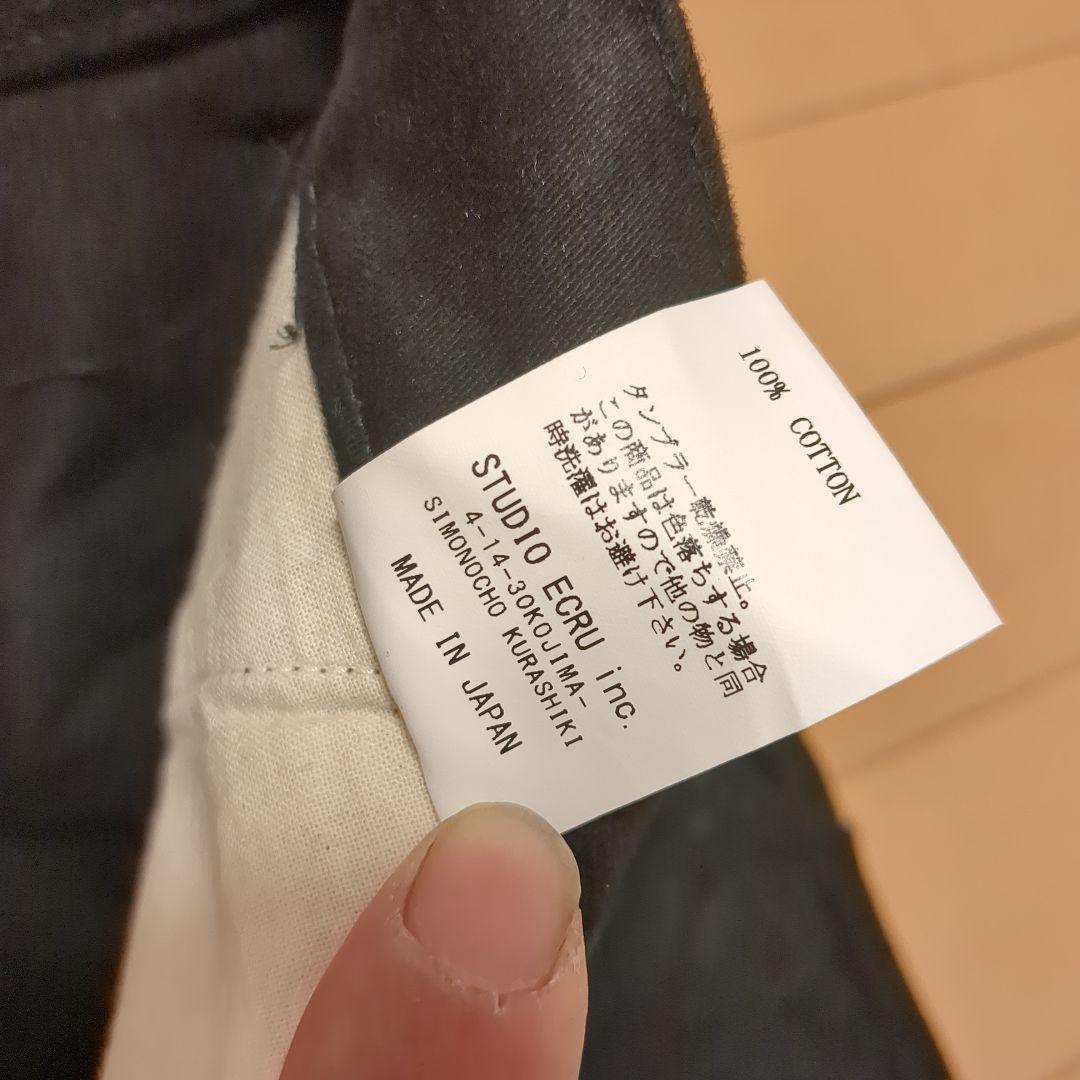 100% COTTON
タンブラー乾燥禁止。
この商品は色落ちする場合
がありますので他の物と同
時洗濯はお避け下さい。
STUDIO ECRU inc.
4-14-30KOJIMA-
SIMONOCHO KURASHIKI
MADE IN JAPAN